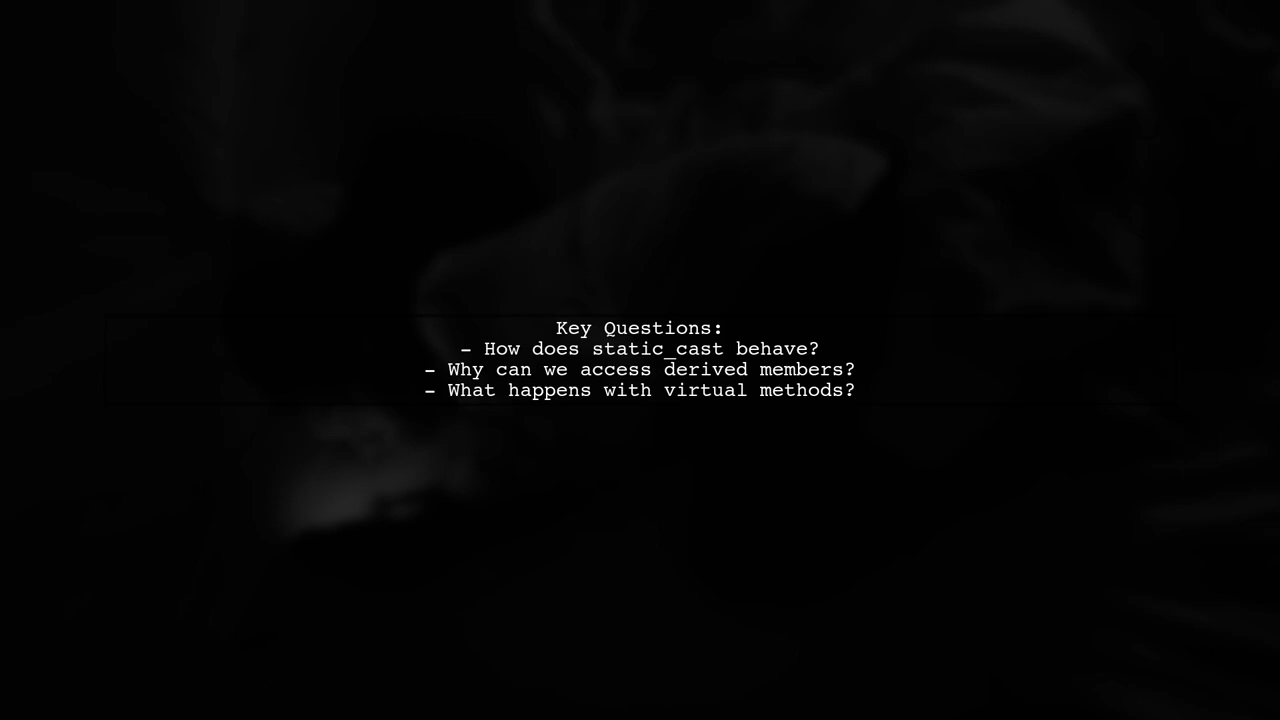 Key Questions:
- How does static_cast behave?
- Why can we access derived members?
- What happens with virtual methods?